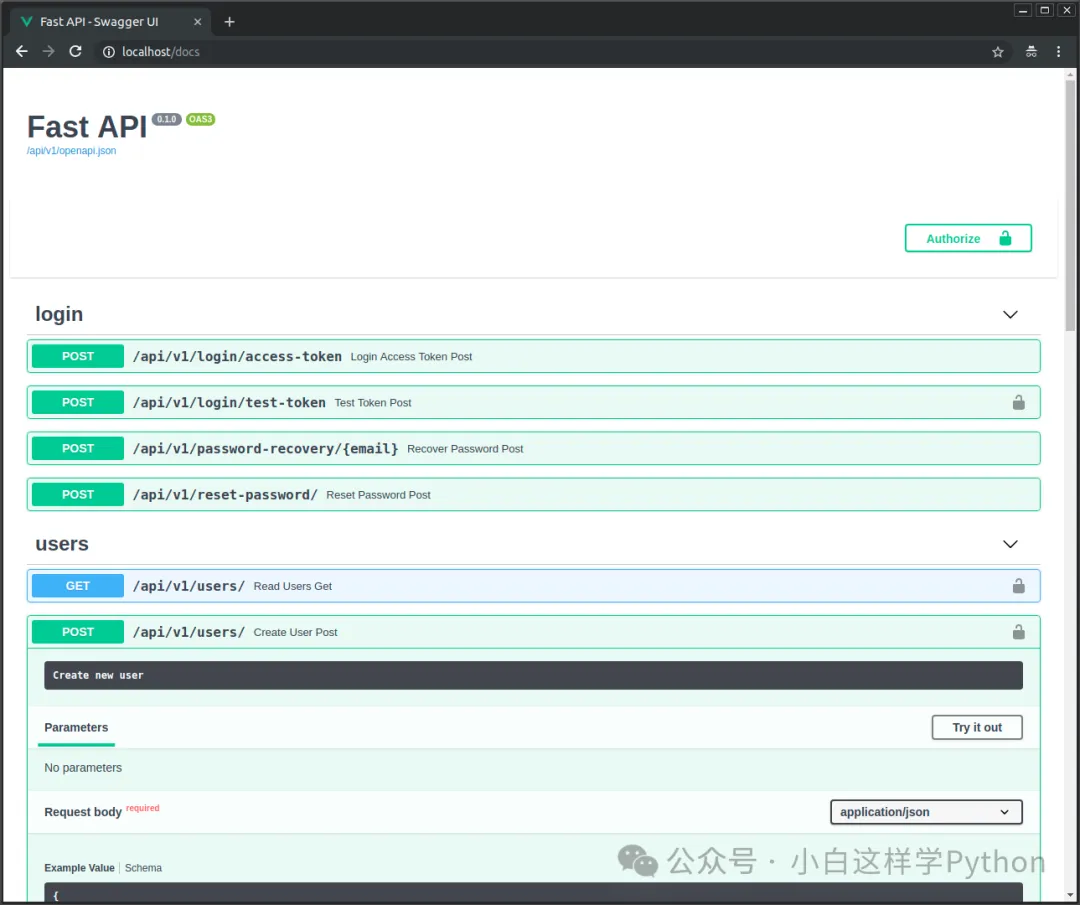 Fast API - Swagger UI
localhost/docs
Fast API 0.1.0 OAS3
/api/v1/openapi.json
Authorize
login
POST /api/v1/login/access-token Login Access Token Post
POST /api/v1/login/test-token Test Token Post
POST /api/v1/password-recovery/{email} Recover Password Post
POST /api/v1/reset-password/ Reset Password Post
users
GET /api/v1/users/ Read Users Get
POST /api/v1/users/ Create User Post
Create new user
Parameters Try it out
No parameters
Request body required application/json
Example Value Schema
{
公众号 · 小白这样学Python